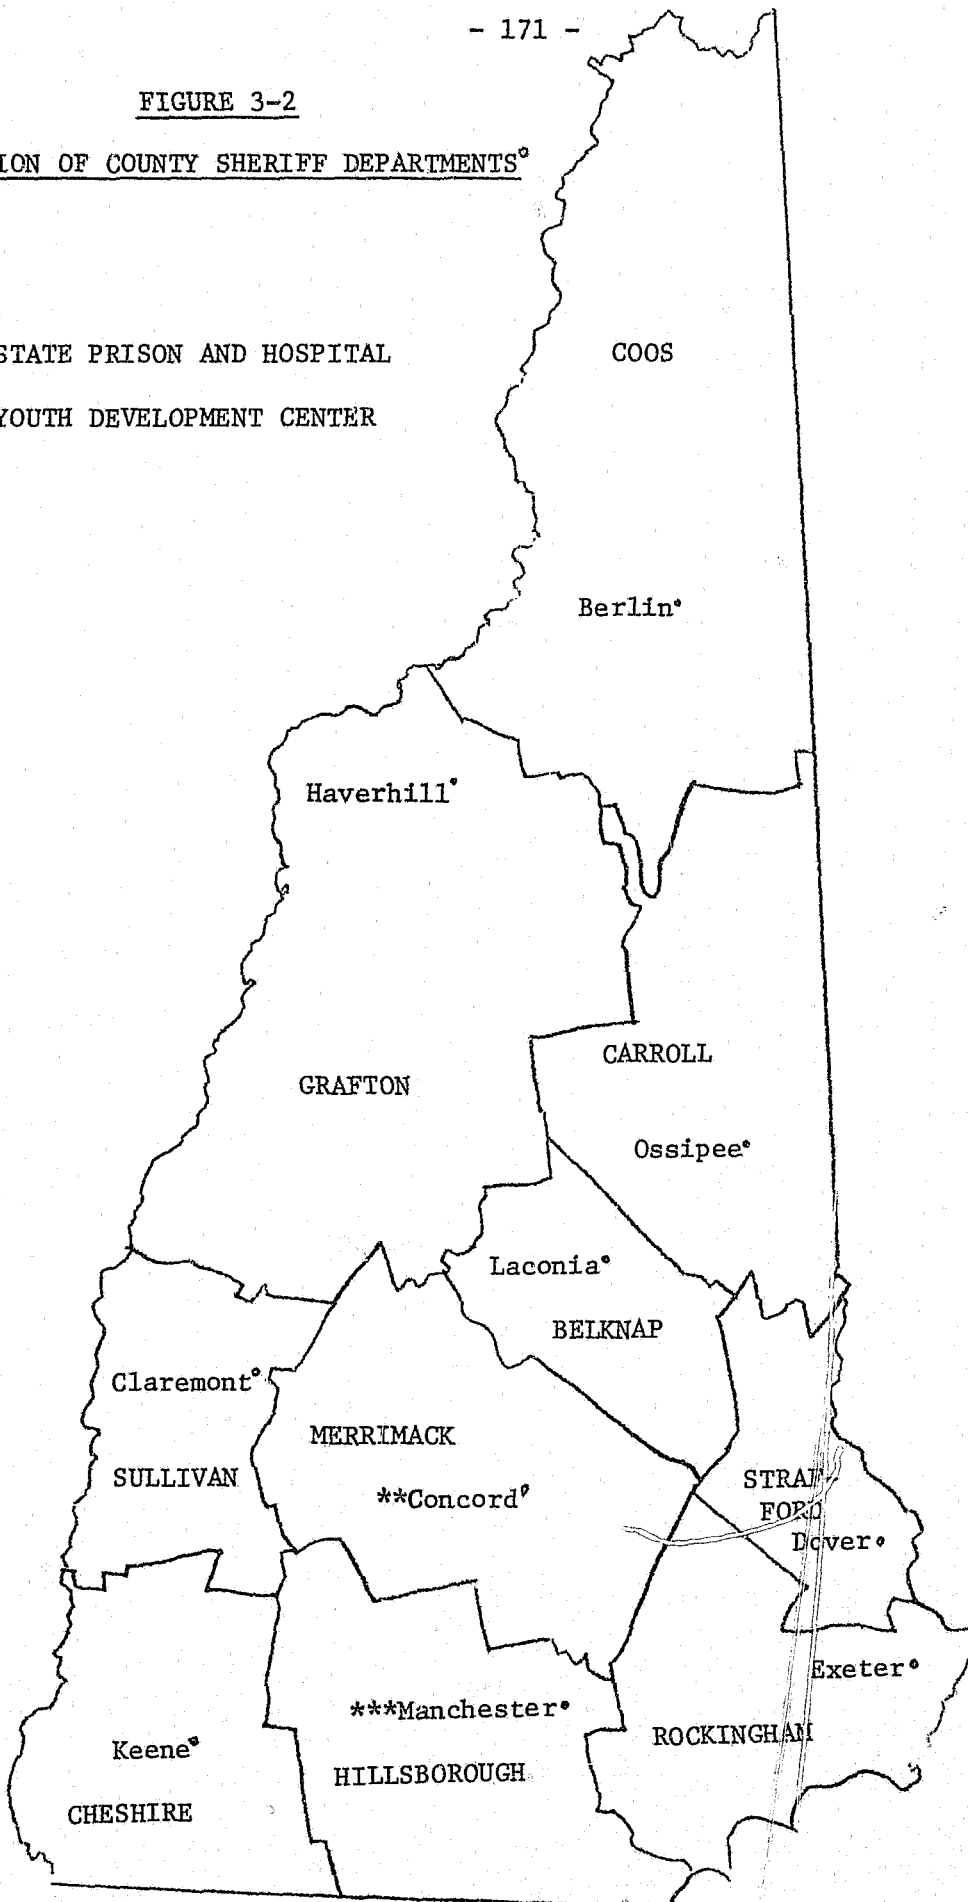 - 171 -
FIGURE 3-2
ION OF COUNTY SHERIFF DEPARTMENTS°
STATE PRISON AND HOSPITAL
YOUTH DEVELOPMENT CENTER
COOS
Berlin°
Haverhill°
CARROLL
GRAFTON
Ossipee°
Laconia°
BELKNAP
Claremont°
MERRIMACK
SULLIVAN
**Concord°
STRAF-
FORD
Dover°
Exeter°
***Manchester°
ROCKINGHAM
Keene°
HILLSBOROUGH
CHESHIRE